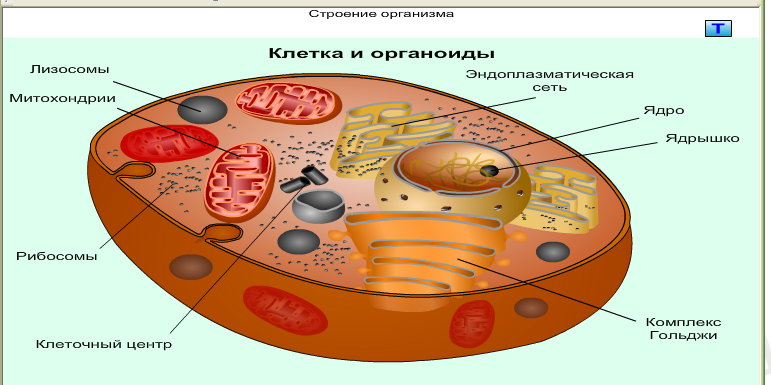 Строение организма
T
Клетка и органоиды
Лизосомы
Митохондрии
Эндоплазматическая
сеть
Ядро
Ядрышко
Рибосомы
Клеточный центр
Комплекс
Гольджи